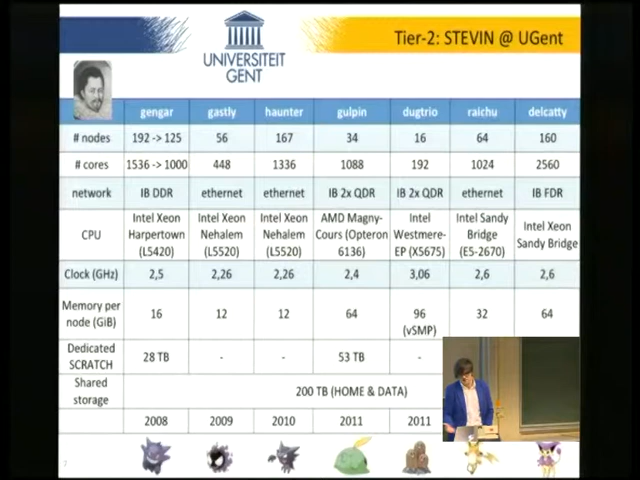 Tier-2: STEVIN @ UGent
UNIVERSITEIT
GENT
gengar gastly haunter gulpin dugtrio raichu delcatty
# nodes 192 -> 125 56 167 34 16 64 160
# cores 1536 -> 1000 448 1336 1088 192 1024 2560
network IB DDR ethernet ethernet IB 2x QDR IB 2x QDR ethernet IB FDR
CPU Intel Xeon Harpertown (L5420) Intel Xeon Nehalem (L5520) Intel Xeon Nehalem (L5520) AMD Magny-Cours (Opteron 6136) Intel Westmere-EP (X5675) Intel Sandy Bridge (E5-2670) Intel Xeon Sandy Bridge
Clock (GHz) 2,5 2,26 2,26 2,4 3,06 2,6 2,6
Memory per node (GiB) 16 12 12 64 96 (vSMP) 32 64
Dedicated SCRATCH 28 TB - - 53 TB -
Shared storage 200 TB (HOME & DATA)
2008 2009 2010 2011 2011
2